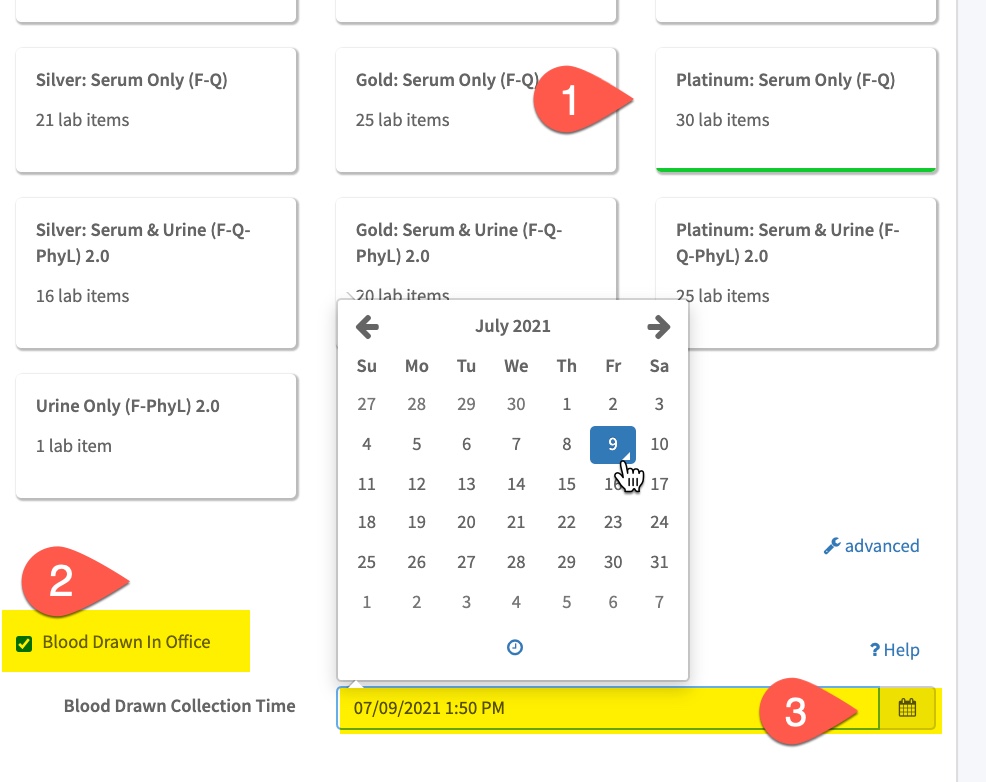 Silver: Serum Only (F-Q)
21 lab items
Gold: Serum Only (F-Q)
25 lab items
1
Platinum: Serum Only (F-Q)
30 lab items
Silver: Serum & Urine (F-Q-
PhyL) 2.0
16 lab items
Gold: Serum & Urine (F-Q-
PhyL) 2.0
20 lab items
Platinum: Serum & Urine (F-
Q-PhyL) 2.0
25 lab items
Urine Only (F-PhyL) 2.0
1 lab item
July 2021
Su Mo Tu We Th Fr Sa
27 28 29 30 1 2 3
4 5 6 7 8 9 10
11 12 13 14 15 16 17
18 19 20 21 22 23 24
25 26 27 28 29 30 31
1 2 3 4 5 6 7
advanced
2
Blood Drawn In Office
? Help
Blood Drawn Collection Time
07/09/2021 1:50 PM
3